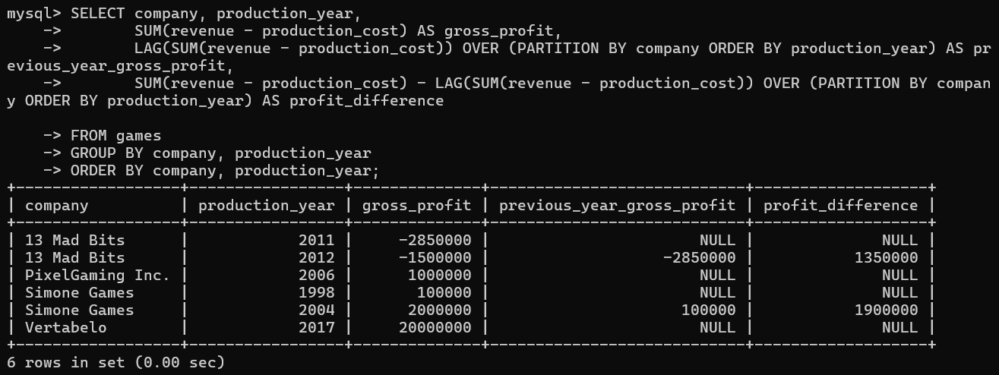 mysql> SELECT company, production_year,
    ->        SUM(revenue - production_cost) AS gross_profit,
    ->        LAG(SUM(revenue - production_cost)) OVER (PARTITION BY company ORDER BY production_year) AS pr
evious_year_gross_profit,
    ->        SUM(revenue - production_cost) - LAG(SUM(revenue - production_cost)) OVER (PARTITION BY compan
y ORDER BY production_year) AS profit_difference

    -> FROM games
    -> GROUP BY company, production_year
    -> ORDER BY company, production_year;
+------------------+-----------------+--------------+----------------------------+-------------------+
| company          | production_year | gross_profit | previous_year_gross_profit | profit_difference |
+------------------+-----------------+--------------+----------------------------+-------------------+
| 13 Mad Bits      |            2011 |     -2850000 |                       NULL |              NULL |
| 13 Mad Bits      |            2012 |     -1500000 |                   -2850000 |           1350000 |
| PixelGaming Inc. |            2006 |      1000000 |                       NULL |              NULL |
| Simone Games     |            1998 |       100000 |                       NULL |              NULL |
| Simone Games     |            2004 |      2000000 |                     100000 |           1900000 |
| Vertabelo        |            2017 |     20000000 |                       NULL |              NULL |
+------------------+-----------------+--------------+----------------------------+-------------------+
6 rows in set (0.00 sec)